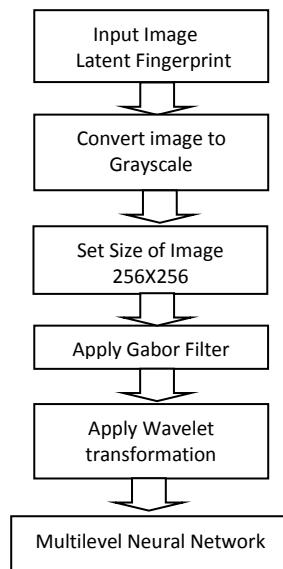 Input Image
Latent Fingerprint
Convert image to
Grayscale
Set Size of Image
256X256
Apply Gabor Filter
Apply Wavelet
transformation
Multilevel Neural Network